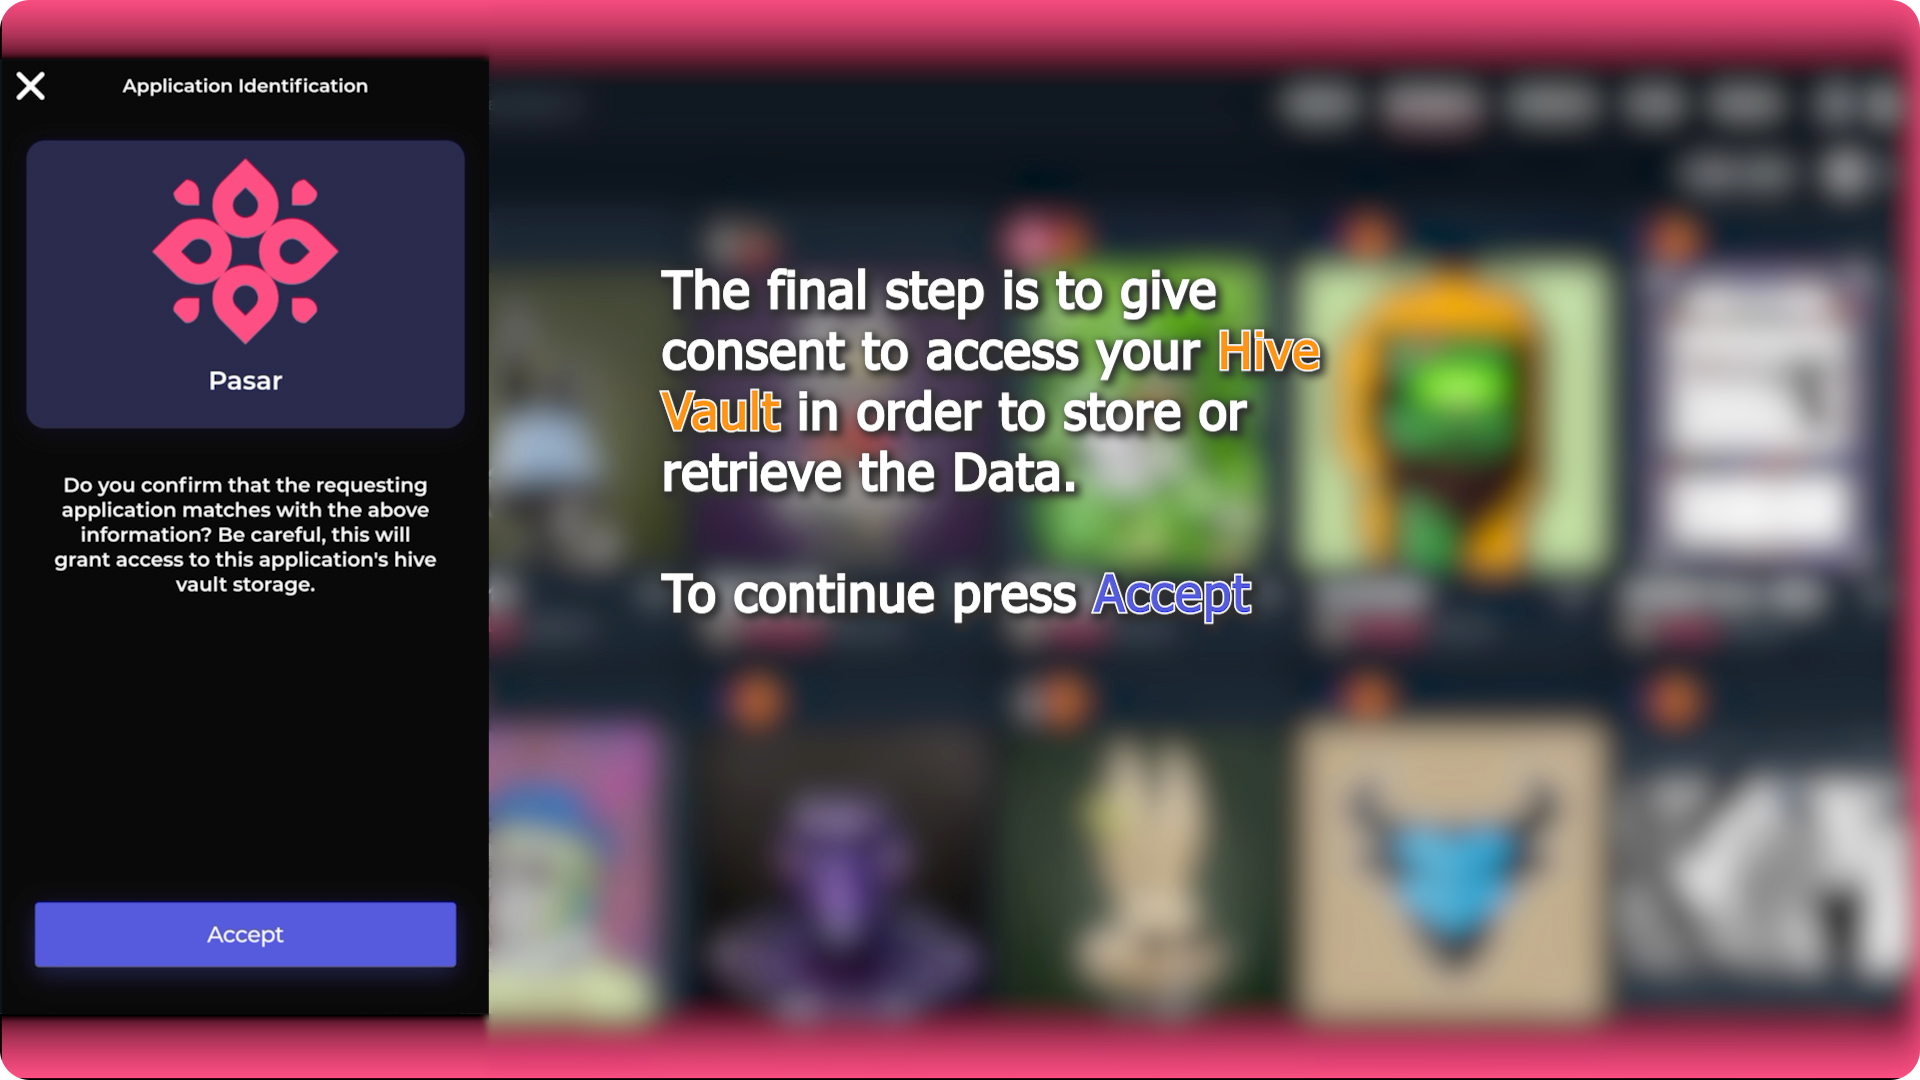 Application Identification
Pasar
Do you confirm that the requesting
application matches with the above
information? Be careful, this will
grant access to this application's hive
vault storage.
Accept
The final step is to give
consent to access your Hive
Vault in order to store or
retrieve the Data.
To continue press Accept